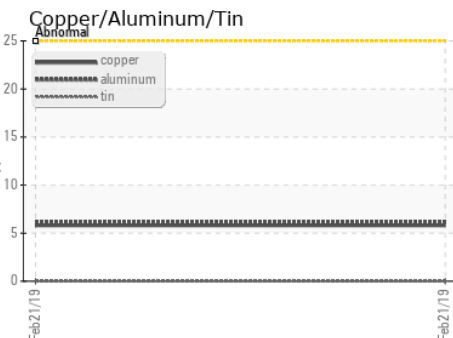 Copper/Aluminum/Tin
Abnormal
25
copper
aluminum
tin
20
15
10
5
0
Feb21/19
Feb21/19